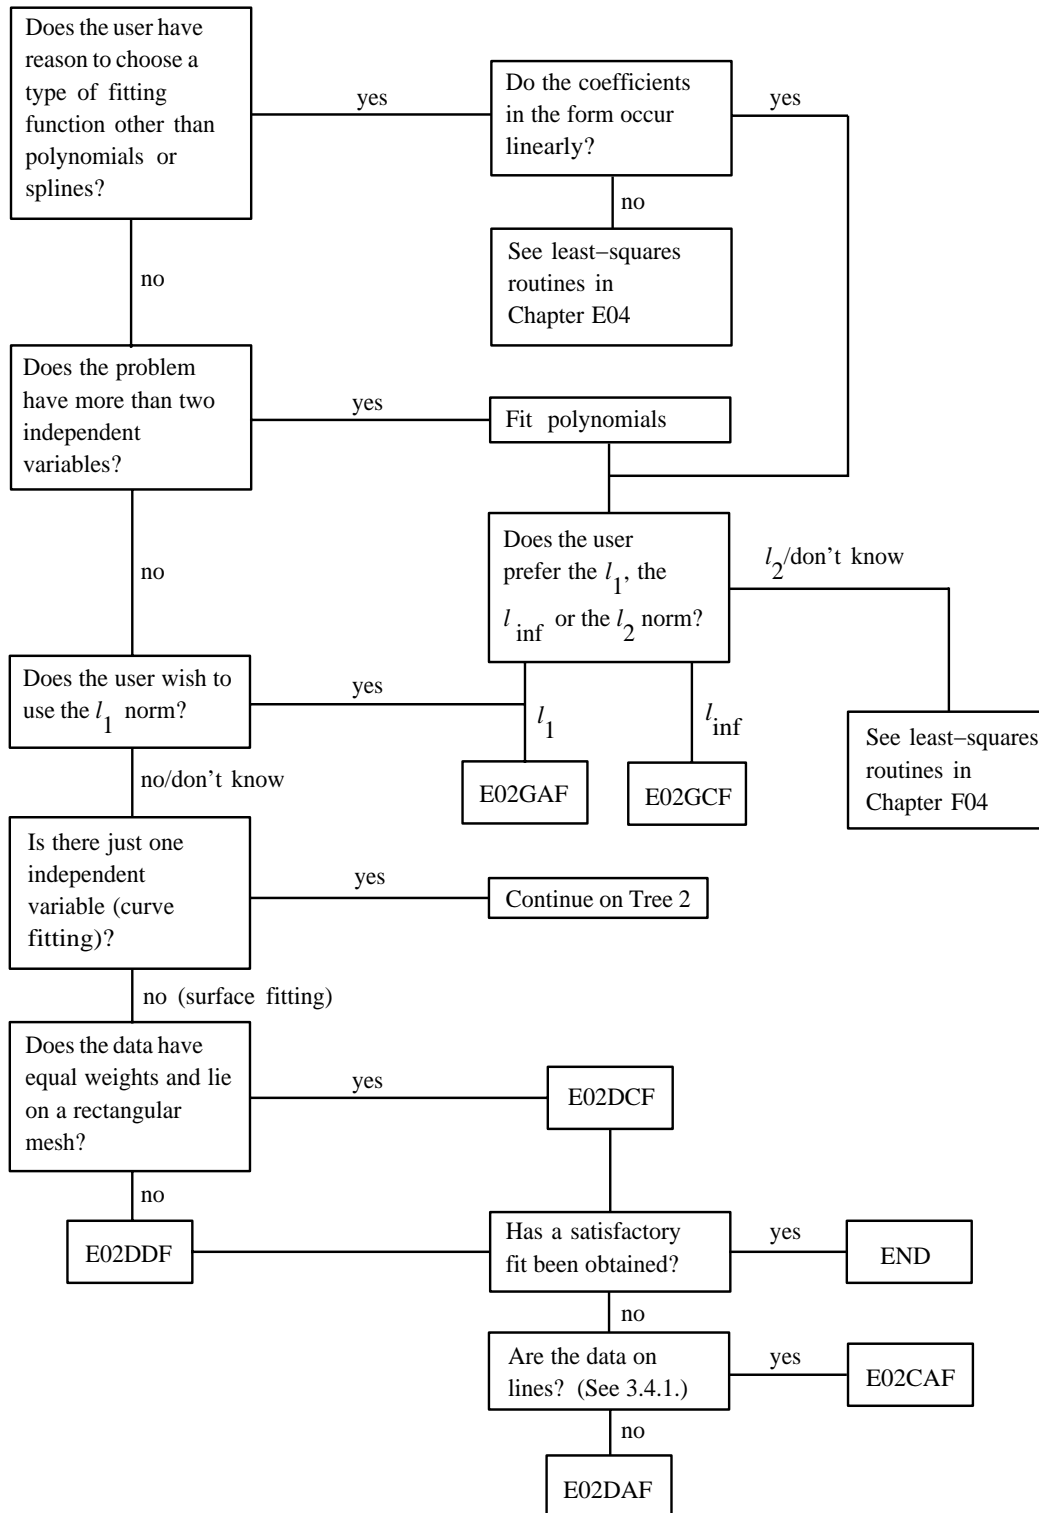 Does the user have
reason to choose a
type of fitting
function other than
polynomials or
splines?
yes
Do the coefficients
in the form occur
linearly?
yes
no
See least–squares
routines in
Chapter E04
no
Does the problem
have more than two
independent
variables?
yes
Fit polynomials
Does the user
prefer the l1, the
l inf or the l2 norm?
l2/don't know
no
Does the user wish to
use the l1 norm?
yes
l1
linf
See least–squares
routines in
Chapter F04
no/don't know
E02GAF
E02GCF
Is there just one
independent
variable (curve
fitting)?
yes
Continue on Tree 2
no (surface fitting)
Does the data have
equal weights and lie
on a rectangular
mesh?
yes
E02DCF
no
E02DDF
Has a satisfactory
fit been obtained?
yes
END
no
Are the data on
lines? (See 3.4.1.)
yes
E02CAF
no
E02DAF